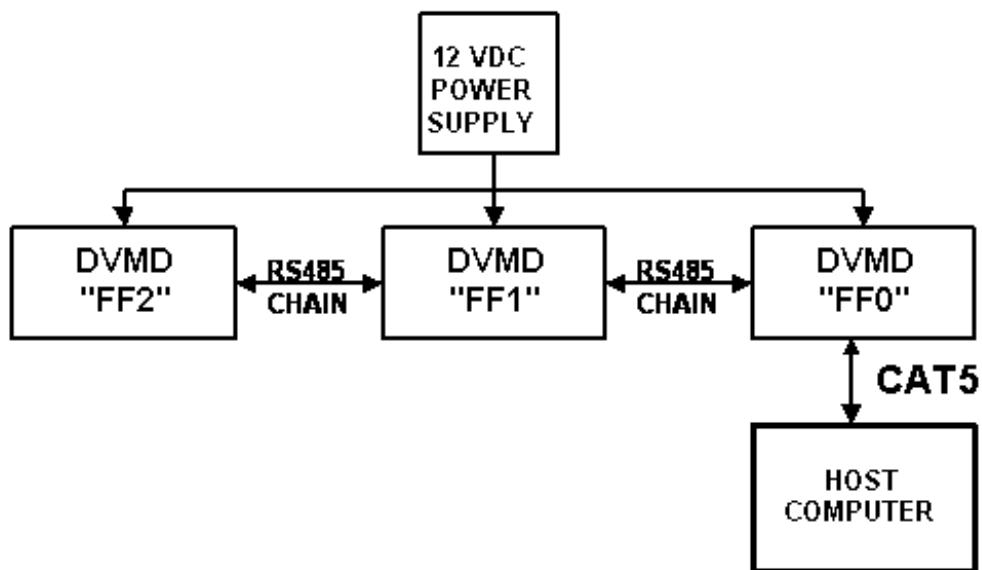 12 VDC
POWER
SUPPLY
DVMD
"FF2"
RS485
CHAIN
DVMD
"FF1"
RS485
CHAIN
DVMD
"FF0"
CAT5
HOST
COMPUTER